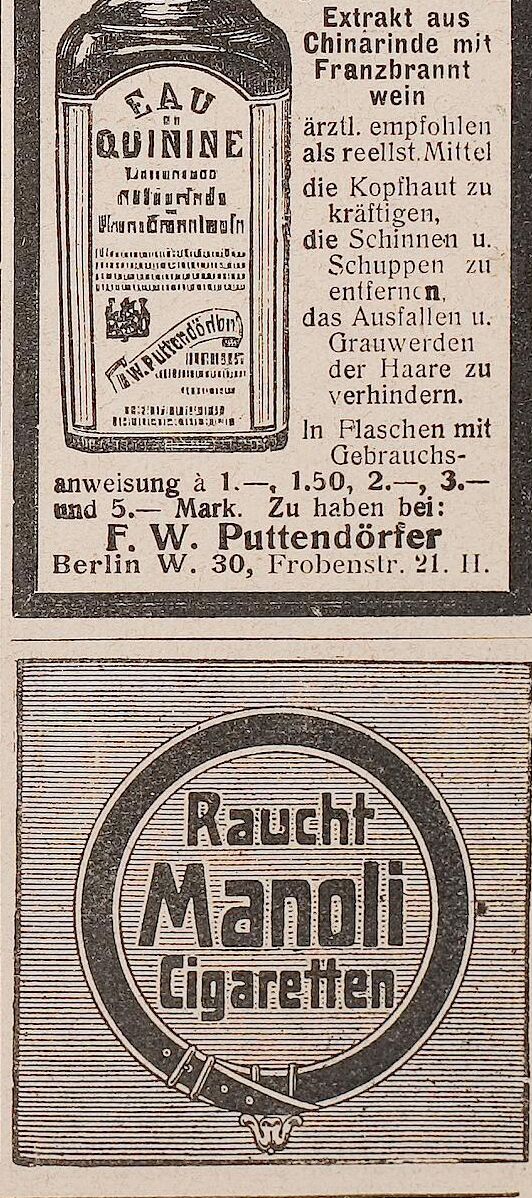 Extrakt aus
Chinarinde mit
Franzbrannt
wein
ärztl. empfohlen
als reellst. Mittel
die Kopfhaut zu
kräftigen,
die Schinnen u.
Schuppen zu
entfernen,
das Ausfallen u.
Grauwerden
der Haare zu
verhindern.
In Flaschen mit
Gebrauchs-
anweisung à 1.—, 1.50, 2.—, 3.—
und 5.— Mark. Zu haben bei:
F. W. Puttendörfer
Berlin W. 30, Frobenstr. 21. II.
EAU
QUININE
F.W. Puttendörfer
Raucht
Manoli
Cigaretten